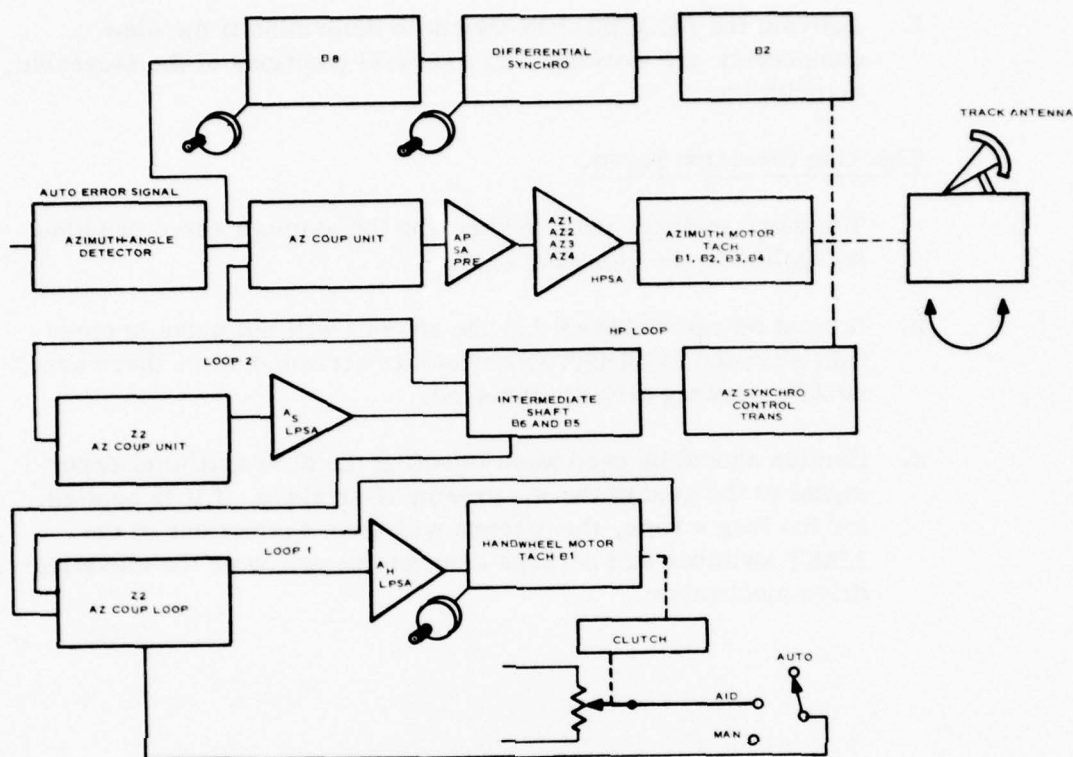 B8
DIFFERENTIAL
SYNCHRO
B2
TRACK ANTENNA
AUTO ERROR SIGNAL
AZIMUTH-ANGLE
DETECTOR
AZ COUP UNIT
AP
SA
PRE
AZ1
AZ2
AZ3
AZ4
HPSA
AZIMUTH MOTOR
TACH
B1, B2, B3, B4
HP LOOP
LOOP 2
Z2
AZ COUP UNIT
AS
LPSA
INTERMEDIATE
SHAFT
B6 AND B5
AZ SYNCHRO
CONTROL
TRANS
LOOP 1
Z2
AZ COUP LOOP
AH
LPSA
HANDWHEEL MOTOR
TACH B1
CLUTCH
AUTO
AID
MAN